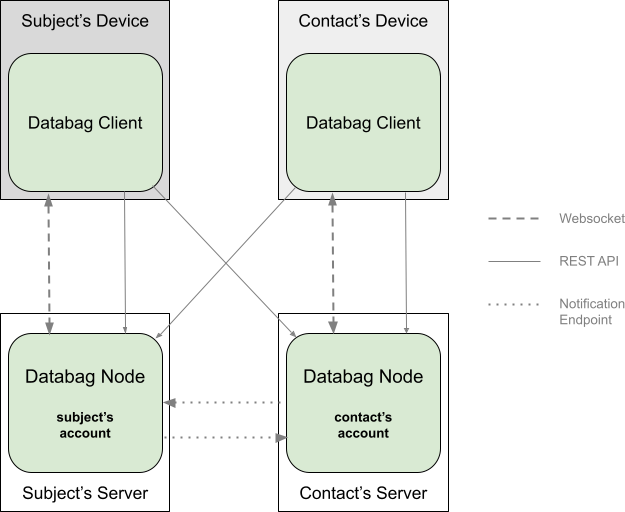 Subject's Device
Contact's Device
Databag Client
Databag Client
Websocket
REST API
Notification
Endpoint
Databag Node
subject's
account
Databag Node
contact's
account
Subject's Server
Contact's Server